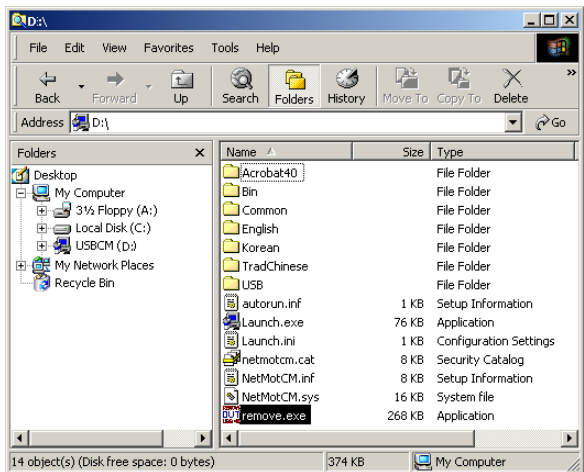 D:\
File Edit View Favorites Tools Help
Back Forward Up Search Folders History Move To Copy To Delete »
Address D:\ Go
Folders
Desktop
My Computer
3½ Floppy (A:)
Local Disk (C:)
USBCM (D:)
My Network Places
Recycle Bin
Name Size Type
Acrobat40 File Folder
Bin File Folder
Common File Folder
English File Folder
Korean File Folder
TradChinese File Folder
USB File Folder
autorun.inf 1 KB Setup Information
Launch.exe 76 KB Application
Launch.ini 1 KB Configuration Settings
netmotcm.cat 8 KB Security Catalog
NetMotCM.inf 8 KB Setup Information
NetMotCM.sys 16 KB System file
remove.exe 268 KB Application
14 object(s) (Disk free space: 0 bytes) 374 KB My Computer